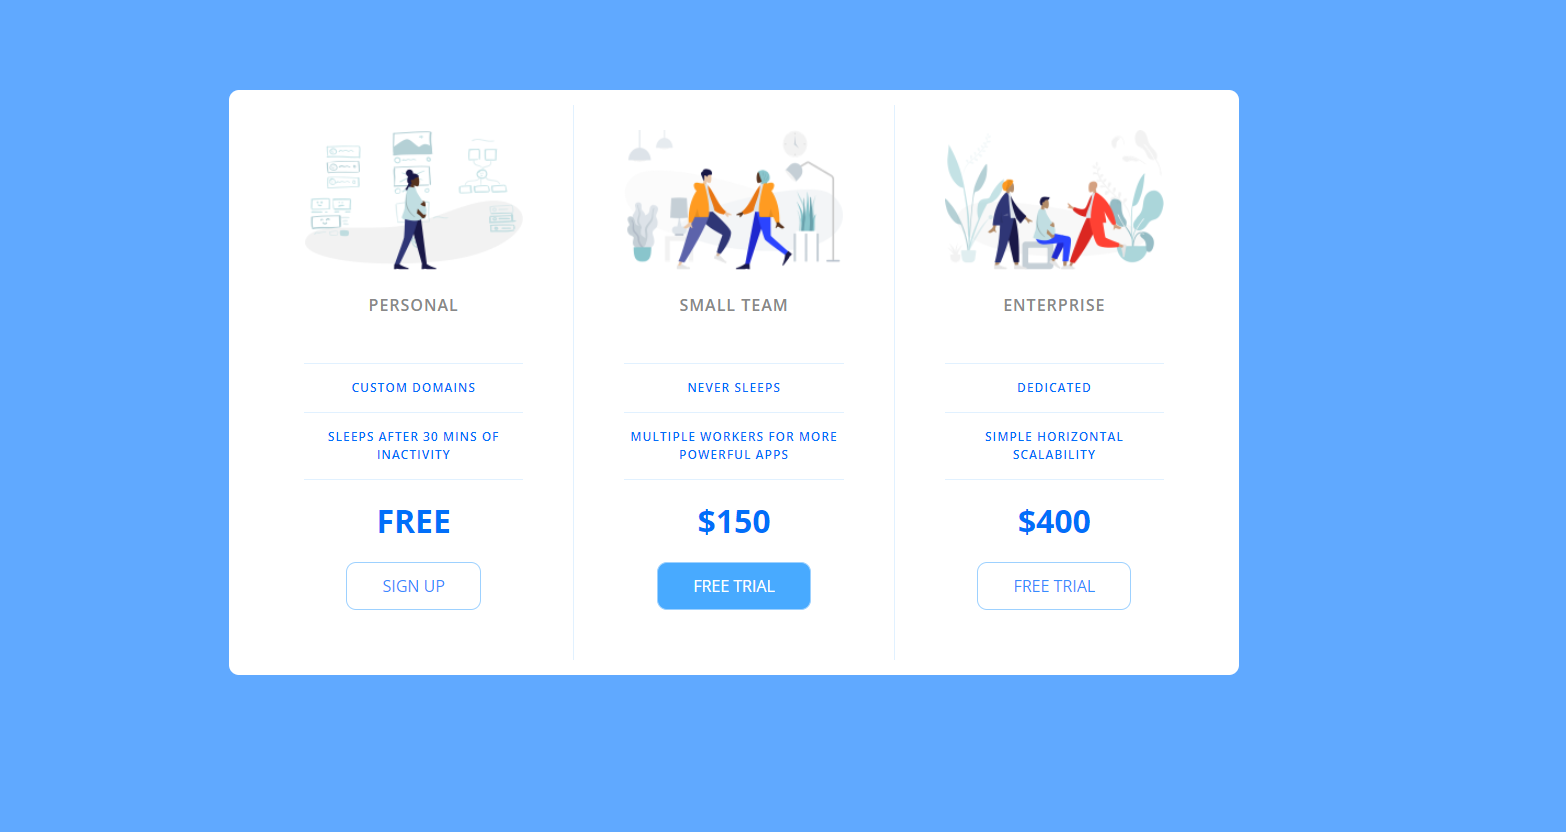 PERSONAL
CUSTOM DOMAINS
SLEEPS AFTER 30 MINS OF
INACTIVITY
FREE
SIGN UP
SMALL TEAM
NEVER SLEEPS
MULTIPLE WORKERS FOR MORE
POWERFUL APPS
$150
FREE TRIAL
ENTERPRISE
DEDICATED
SIMPLE HORIZONTAL
SCALABILITY
$400
FREE TRIAL